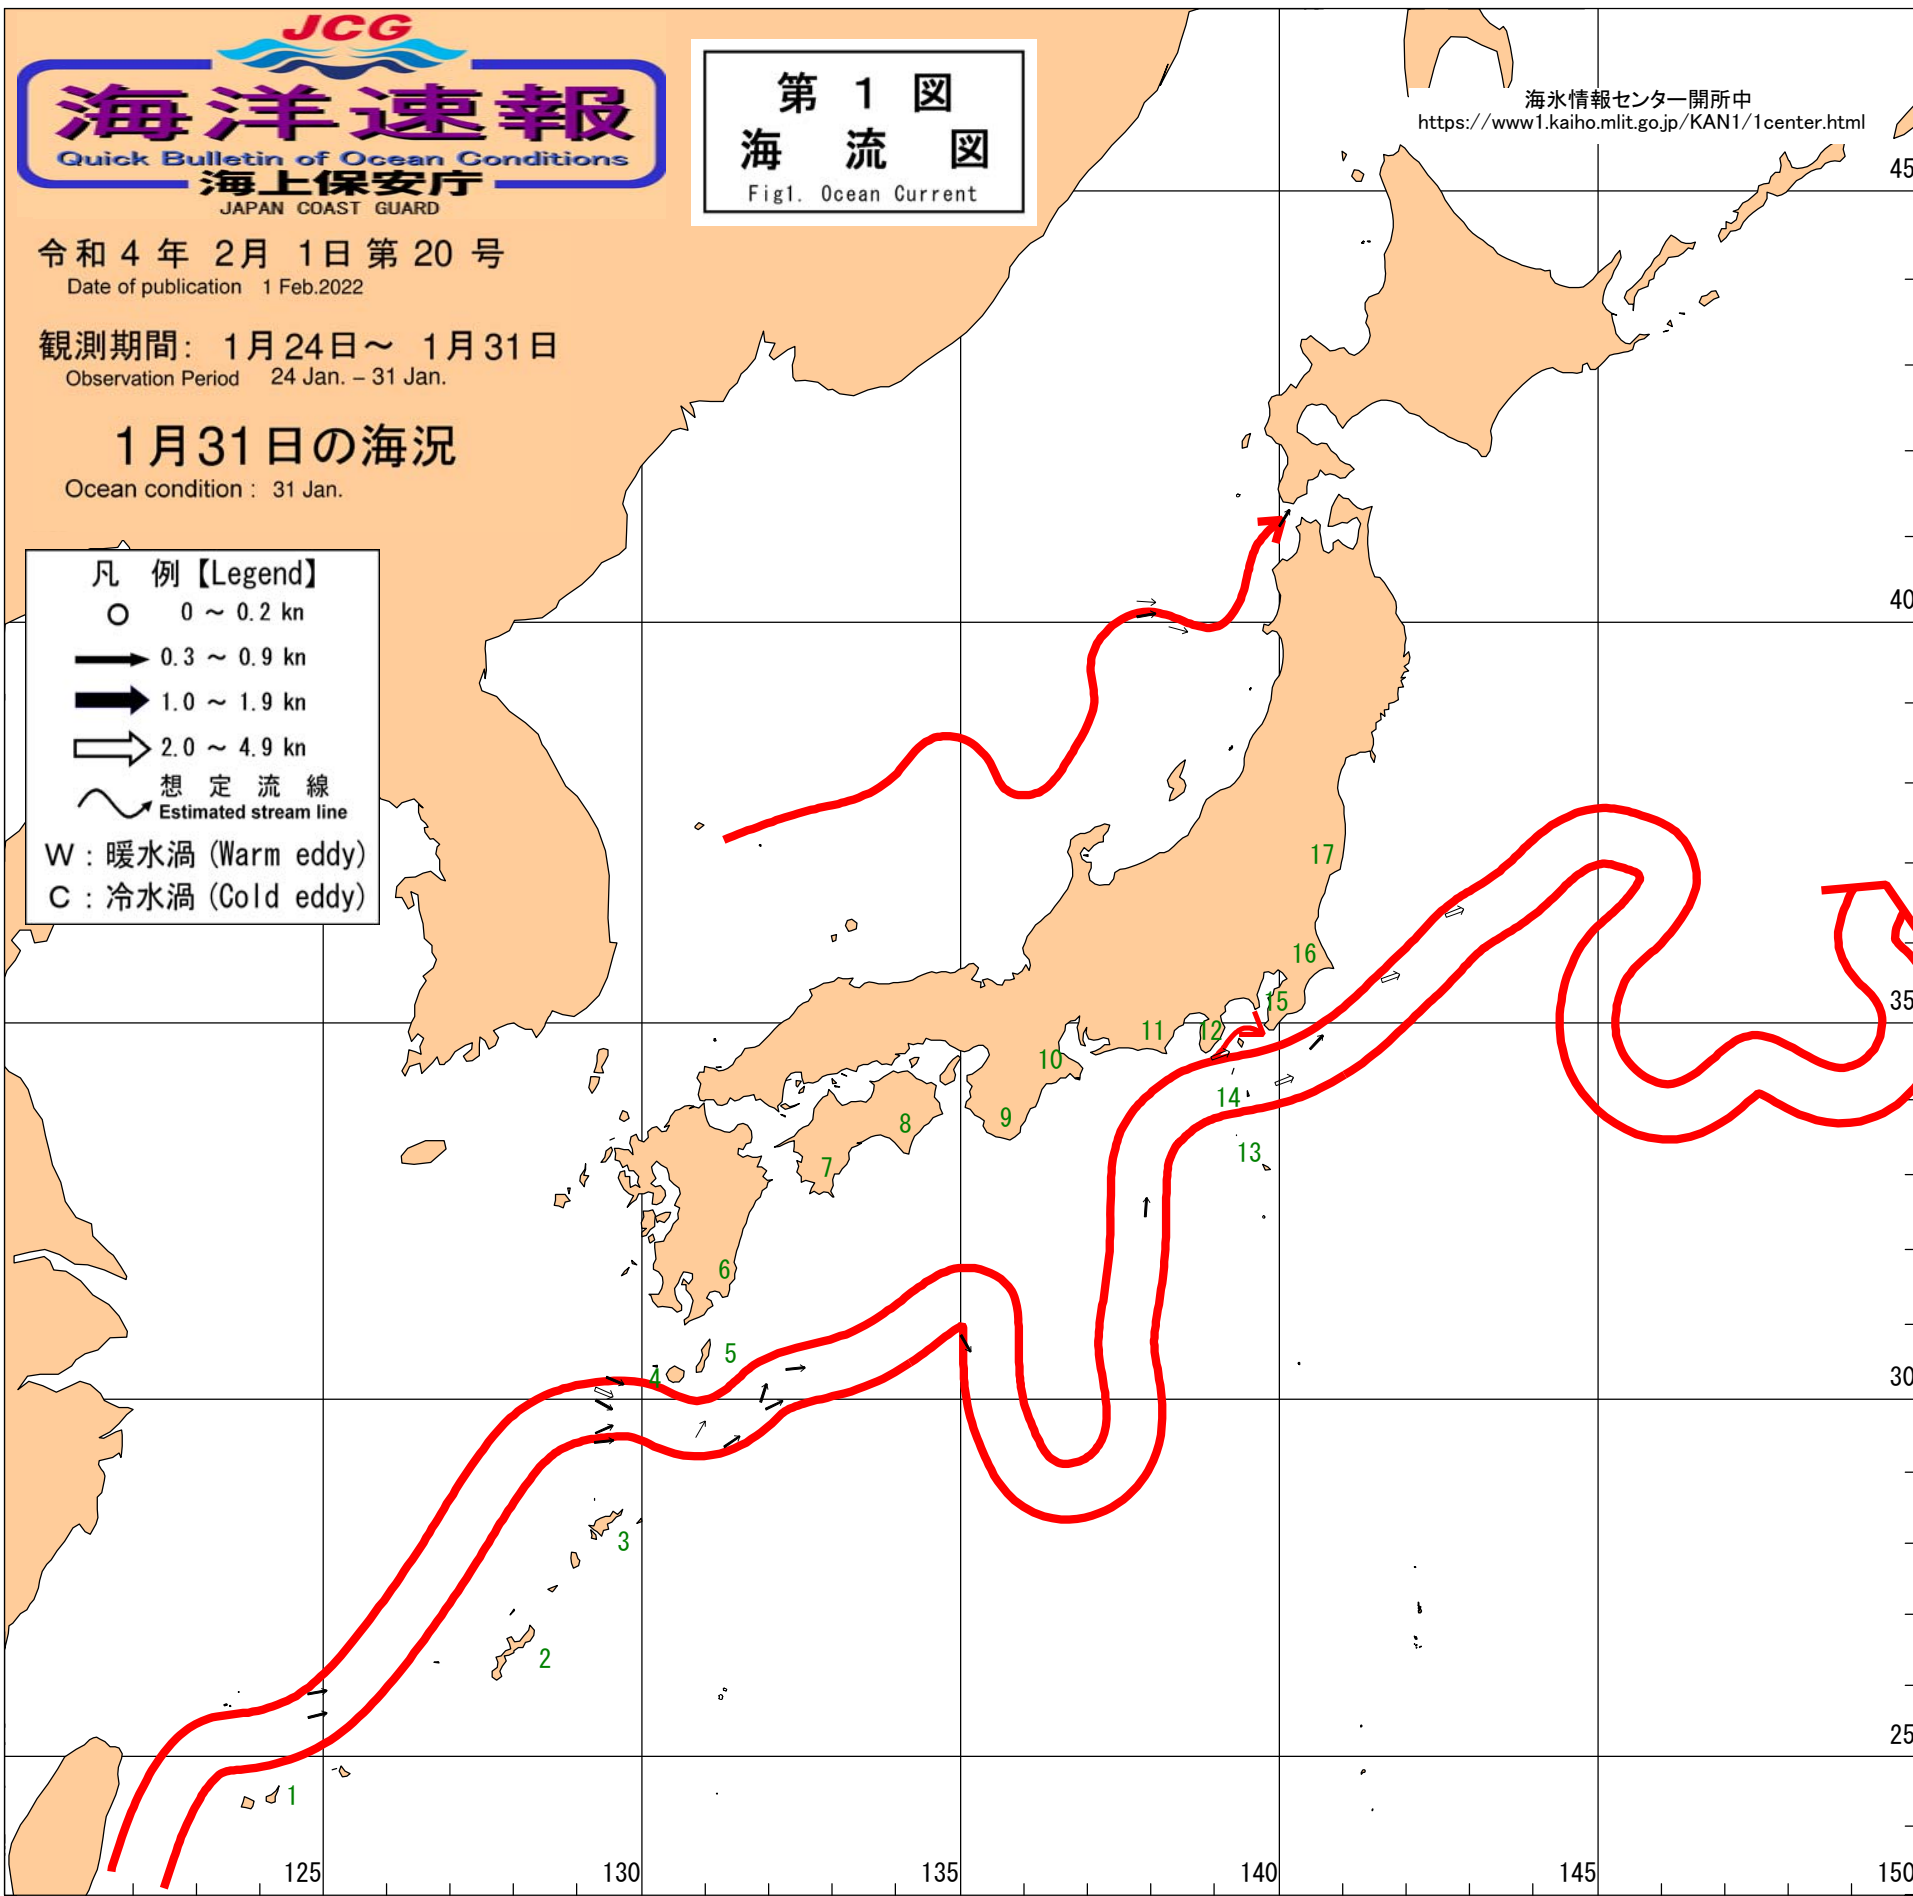 JCG
海洋速報
Quick Bulletin of Ocean Conditions
海上保安庁
JAPAN COAST GUARD
第 1 図
海 流 図
Fig1. Ocean Current
海氷情報センター開所中
https://www1.kaiho.mlit.go.jp/KAN1/1center.html
令和 4 年 2月 1日 第 20 号
Date of publication 1 Feb.2022
観測期間: 1月24日～ 1月31日
Observation Period 24 Jan. – 31 Jan.
1月31日の海況
Ocean condition : 31 Jan.
凡 例【Legend】
0 ～ 0.2 kn
0.3 ～ 0.9 kn
1.0 ～ 1.9 kn
2.0 ～ 4.9 kn
想 定 流 線
Estimated stream line
W : 暖水渦 (Warm eddy)
C : 冷水渦 (Cold eddy)
45
40
17
16
35
15
12
11
10
14
9
8
13
7
6
5
4
30
3
2
25
1
125
130
135
140
145
150